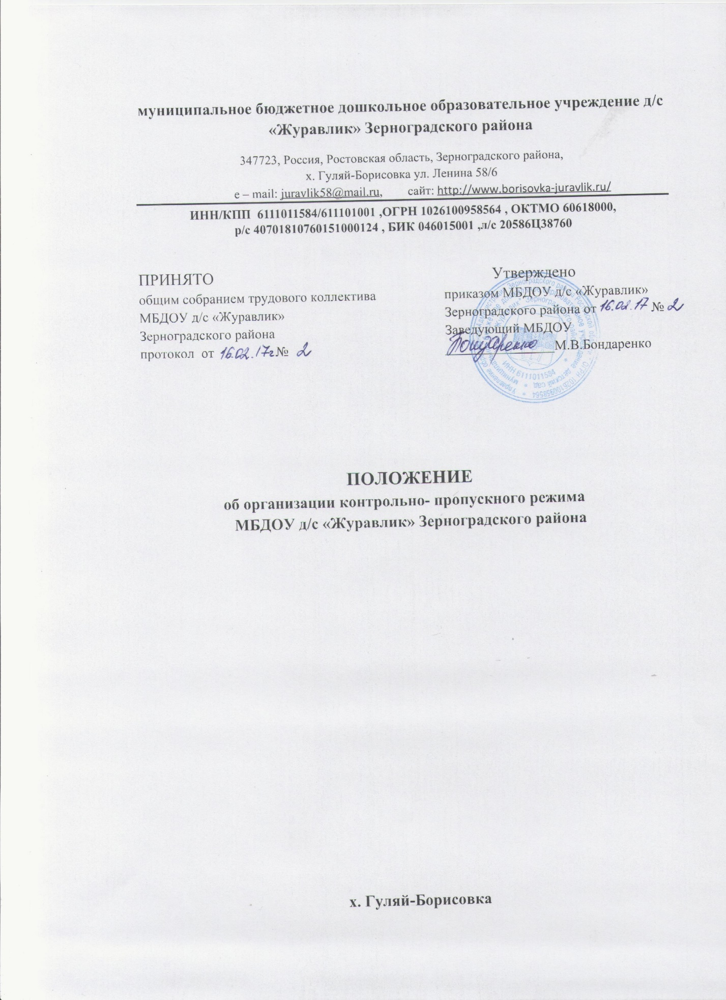 муниципальное бюджетное дошкольное образовательное учреждение д/с
«Журавлик» Зерноградского района
347723, Россия, Ростовская область, Зерноградского района,
х. Гуляй-Борисовка ул. Ленина 58/6
е – mail: juravlik58@mail.ru, сайт: http://www.borisovka-juravlik.ru/
ИНН/КПП 6111011584/611101001 ,ОГРН 1026100958564 , ОКТМО 60618000,
р/с 40701810760151000124 , БИК 046015001 ,л/с 20586Ц38760
ПРИНЯТО
общим собранием трудового коллектива
МБДОУ д/с «Журавлик»
Зерноградского района
протокол от 16.02.17г№ 2
Утверждено
приказом МБДОУ д/с «Журавлик»
Зерноградского района от 16.02.17 № 2
Заведующий МБДОУ
Бондаренко М.В.Бондаренко
ИНН 6111011584
ПОЛОЖЕНИЕ
об организации контрольно- пропускного режима
МБДОУ д/с «Журавлик» Зерноградского района
х. Гуляй-Борисовка